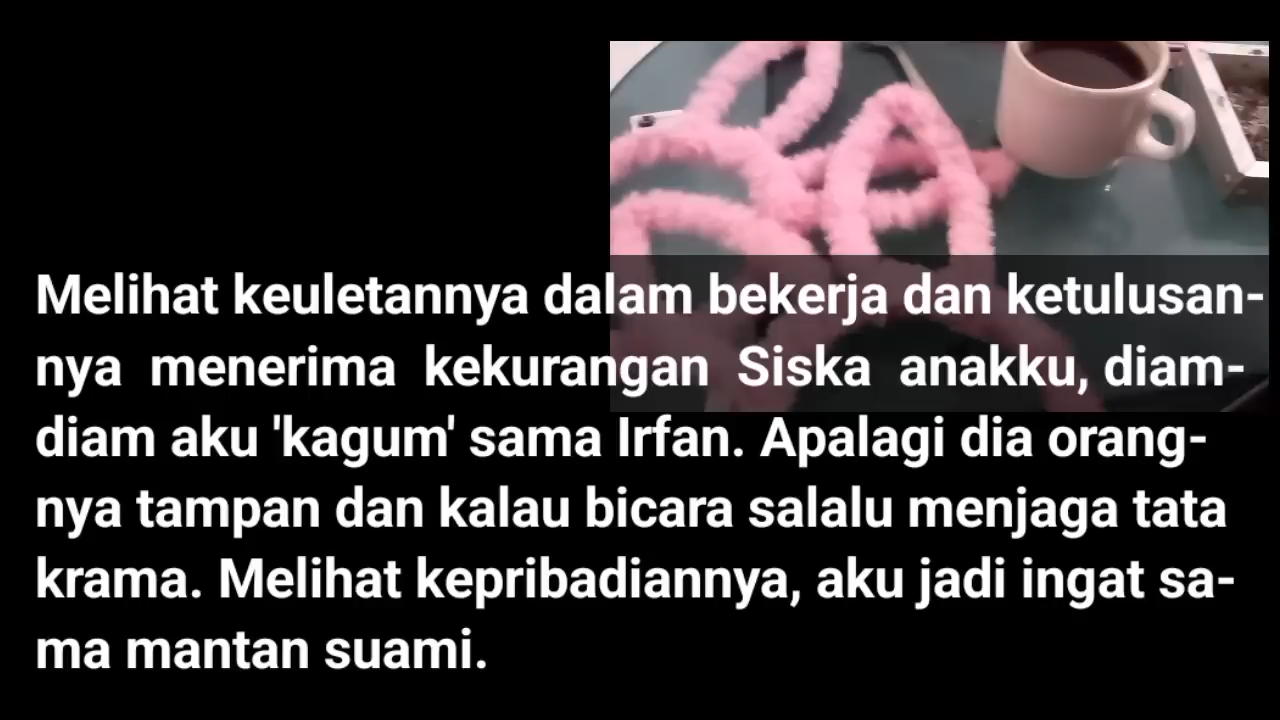 Melihat keuletannya dalam bekerja dan ketulusan-
nya menerima kekurangan Siska anakku, diam-
diam aku 'kagum' sama Irfan. Apalagi dia orang-
nya tampan dan kalau bicara salalu menjaga tata
krama. Melihat kepribadiannya, aku jadi ingat sa-
ma mantan suami.